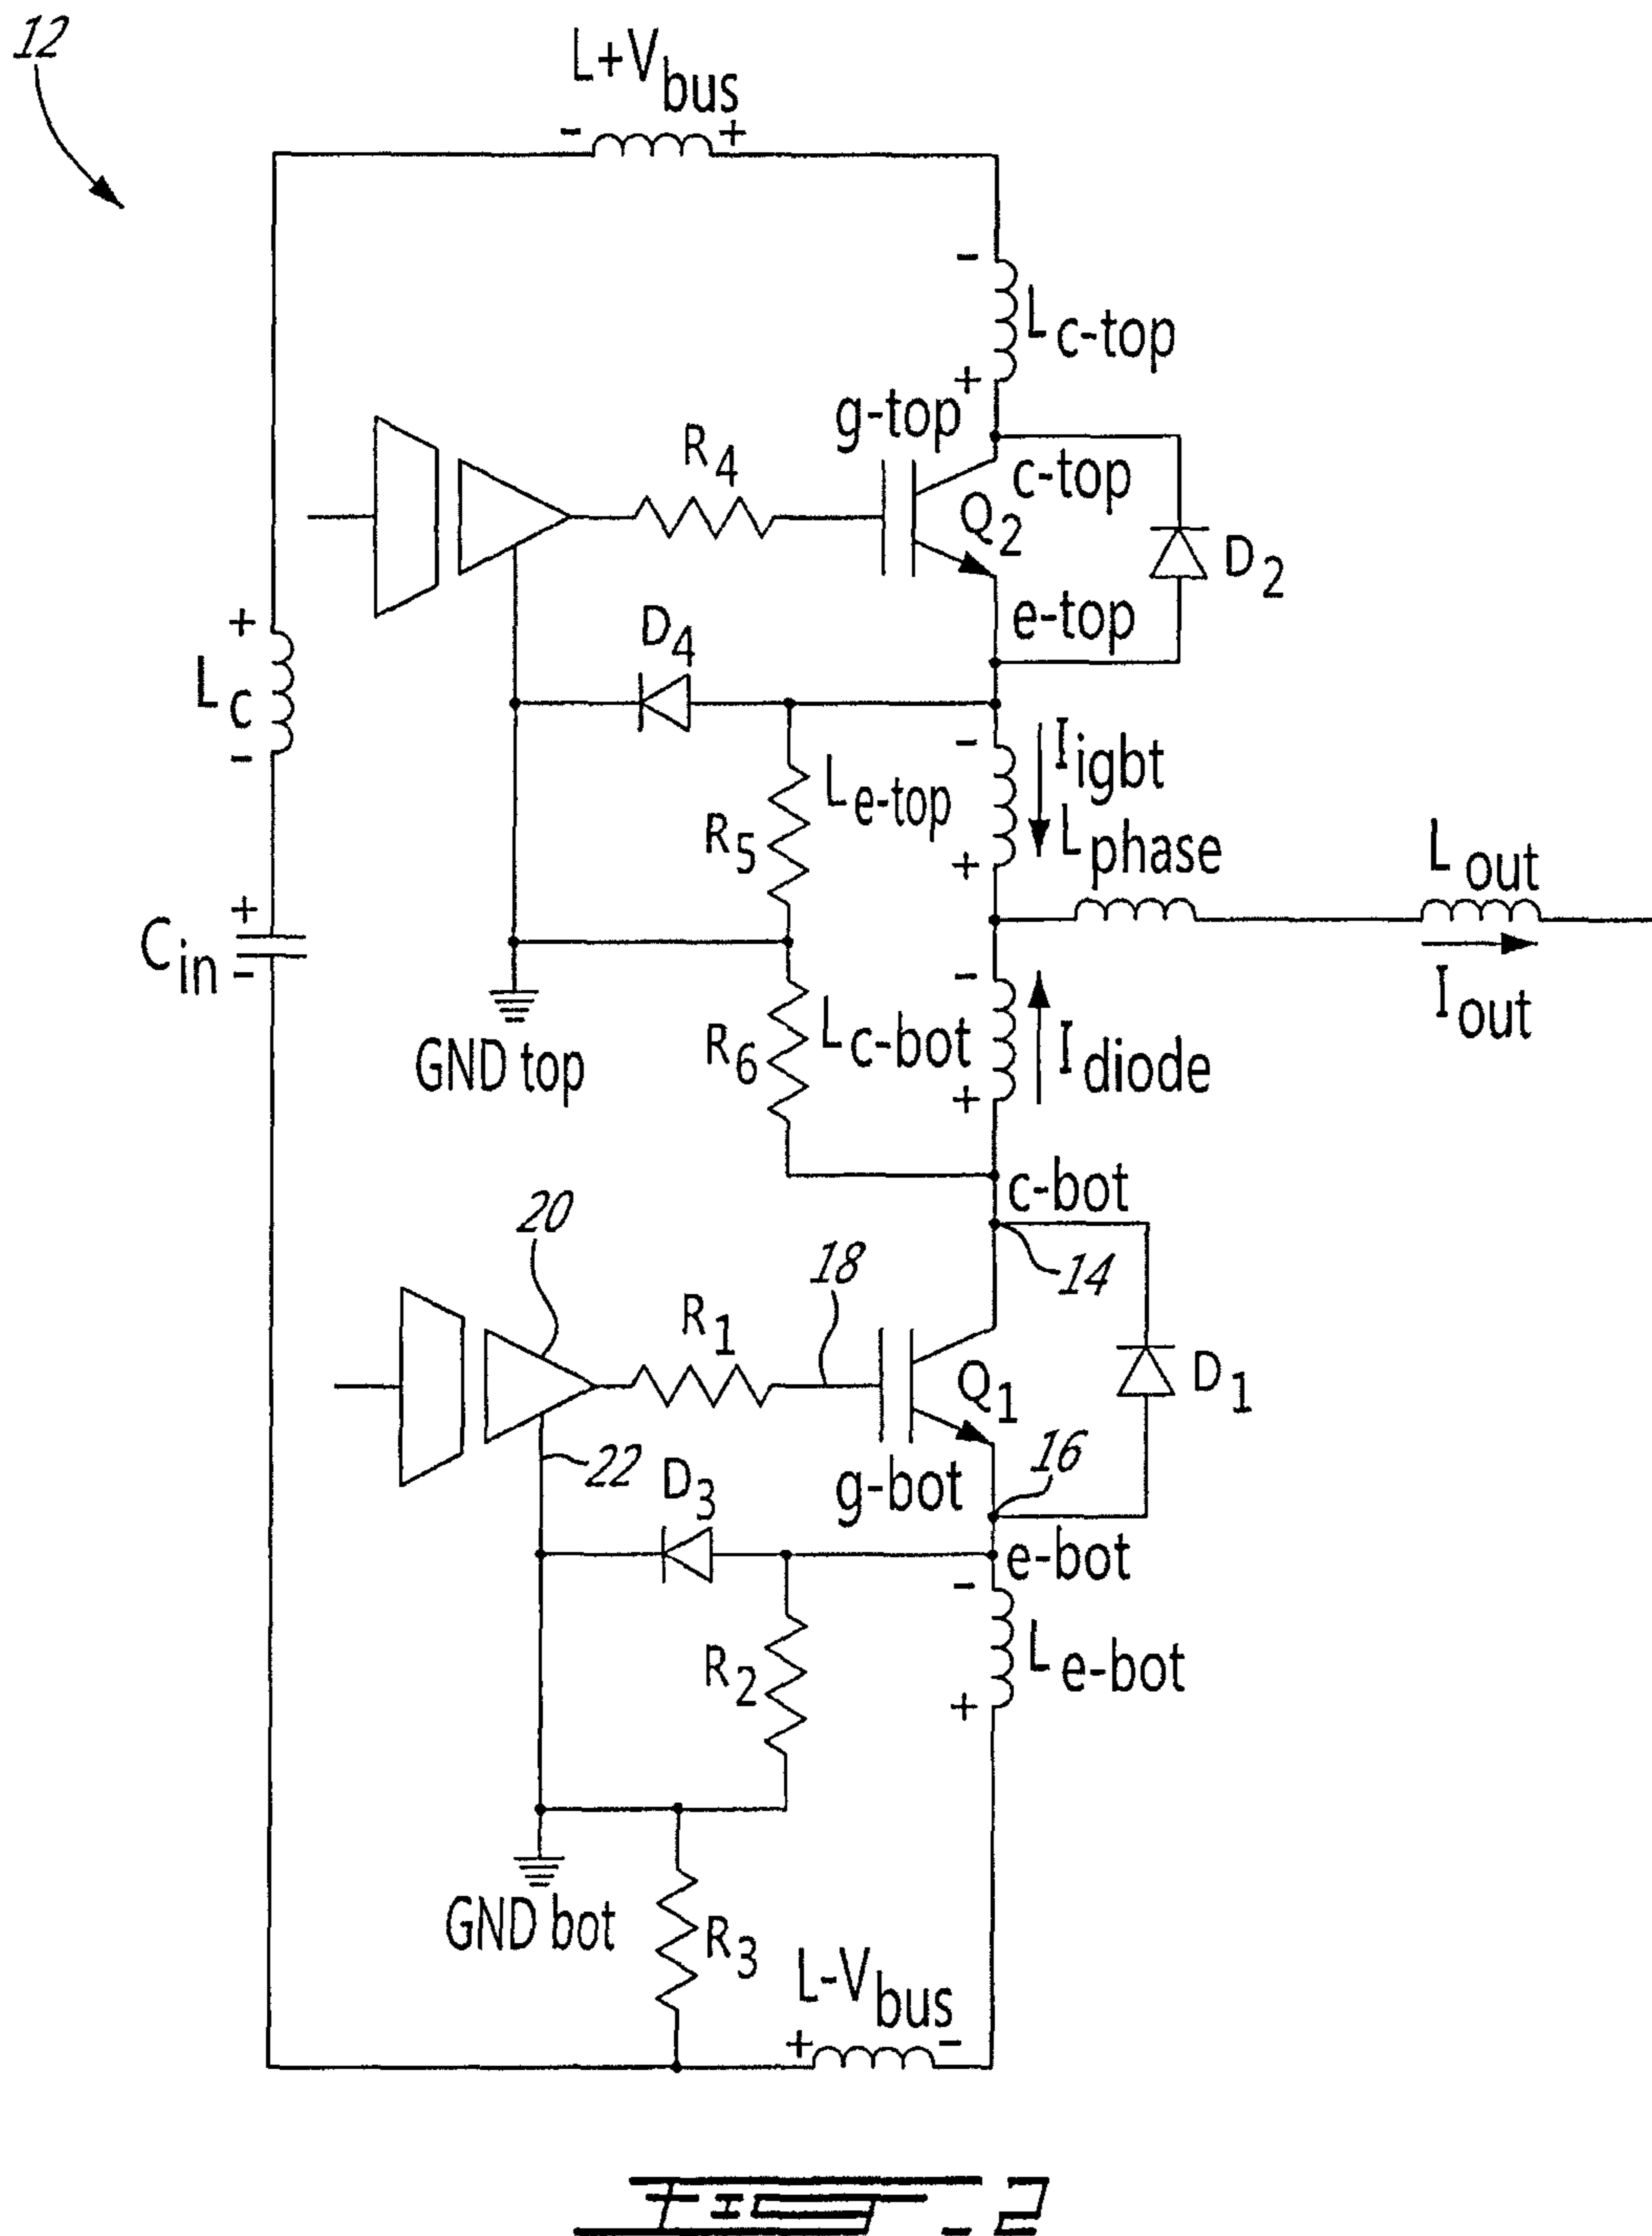 12
L+Vbus
- +
-
Lc-top
+
g-top
R4
c-top
Q2
D2
e-top
D4
+
Lc
-
-
Iigbt
Le-top
R5
Lphase
+
Lout
+
Cin
-
-
Iout
Lc-bot
R6
Idiode
GND top
+
c-bot
20
18
14
R1
Q1
D1
16
22
D3
g-bot
e-bot
-
R2
Le-bot
+
GND bot
R3
L-Vbus
+ -
Fig-2